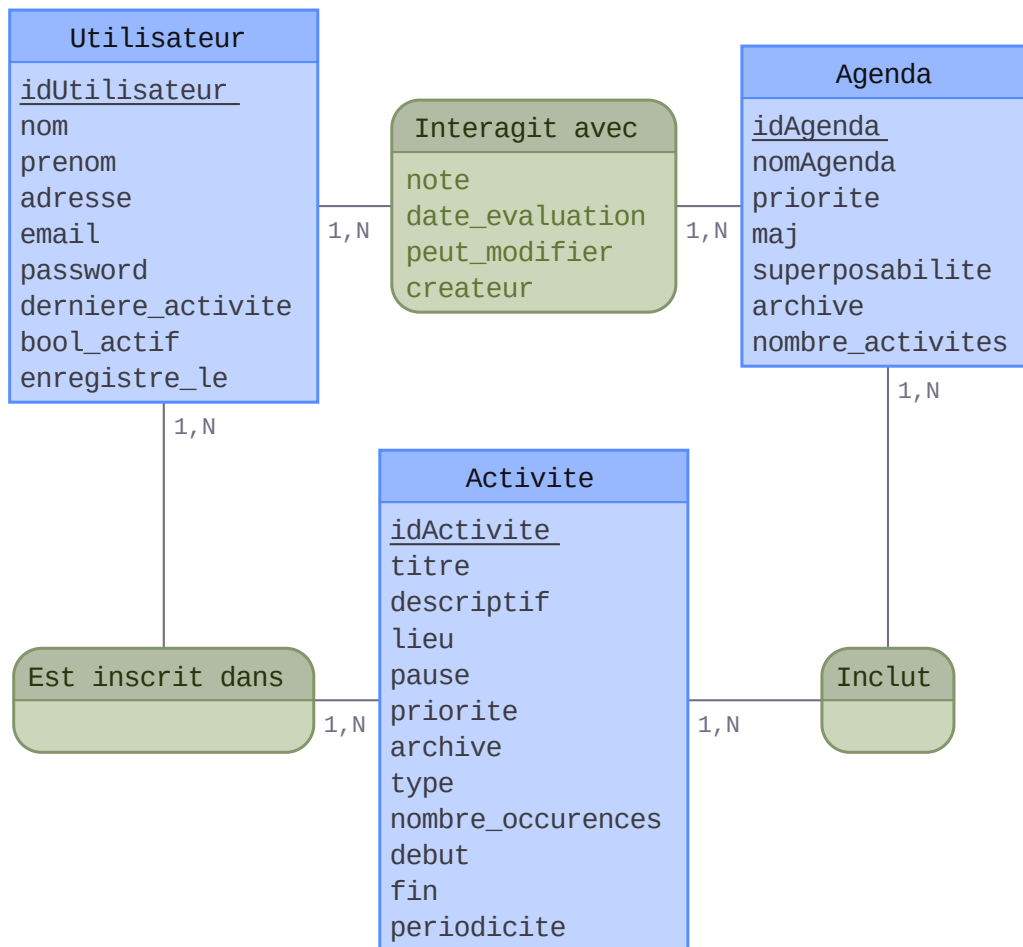 Utilisateur
idUtilisateur
nom
prenom
adresse
email
password
derniere_activite
bool_actif
enregistre_le
1,N
Interagit avec
note
date_evaluation
peut_modifier
createur
1,N
Agenda
idAgenda
nomAgenda
priorite
maj
superposabilite
archive
nombre_activites
1,N
1,N
Activite
idActivite
titre
descriptif
lieu
pause
priorite
archive
type
nombre_occurences
debut
fin
periodicite
Est inscrit dans
1,N
1,N
Inclut